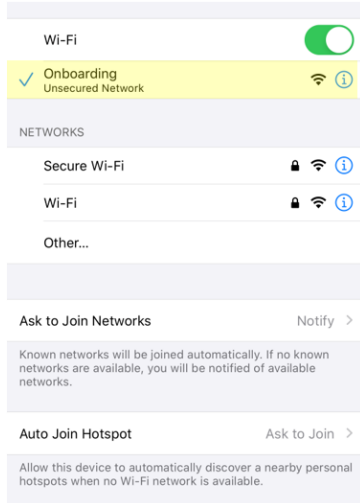 Wi-Fi
Onboarding
Unsecured Network
NETWORKS
Secure Wi-Fi
Wi-Fi
Other...
Ask to Join Networks Notify
Known networks will be joined automatically. If no known
networks are available, you will be notified of available
networks.
Auto Join Hotspot Ask to Join
Allow this device to automatically discover a nearby personal
hotspots when no Wi-Fi network is available.